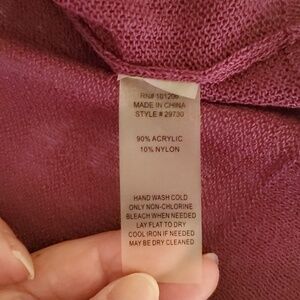 RN# 101206
MADE IN CHINA
STYLE # 29730
90% ACRYLIC
10% NYLON
HAND WASH COLD
ONLY NON-CHLORINE
BLEACH WHEN NEEDED
LAY FLAT TO DRY
COOL IRON IF NEEDED
MAY BE DRY CLEANED